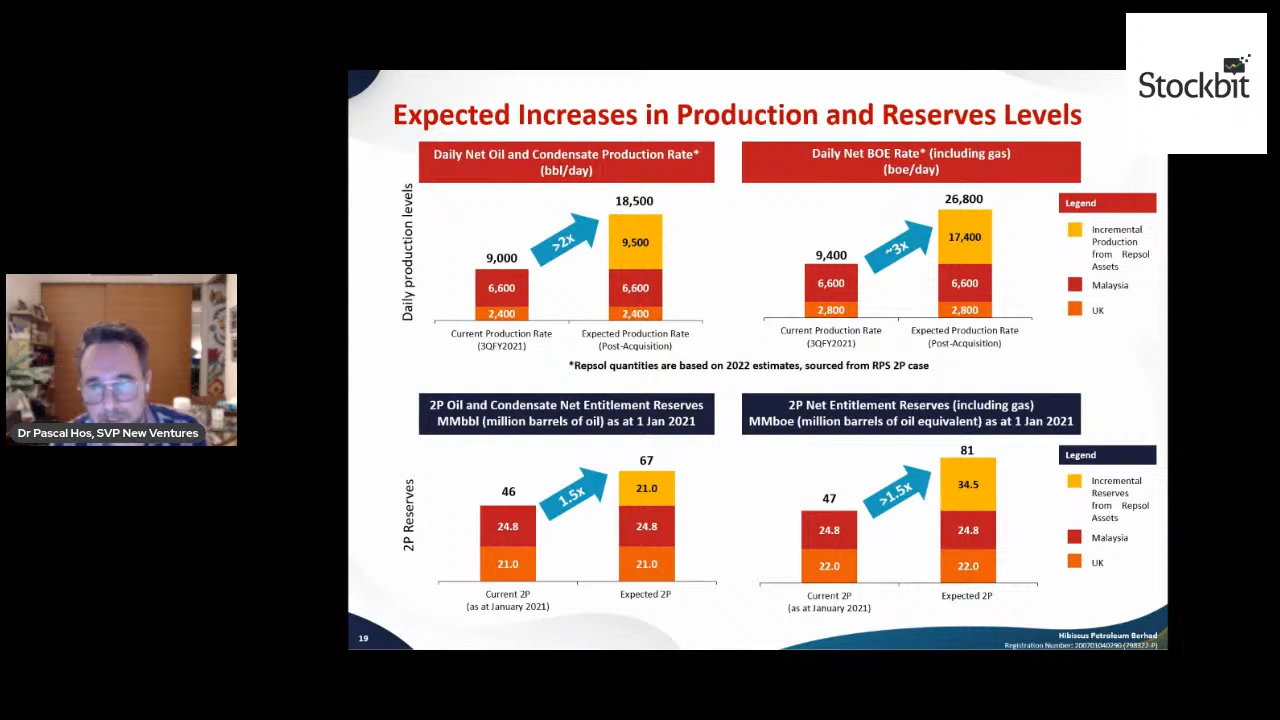 Stockbit
Expected Increases in Production and Reserves Levels
Daily Net Oil and Condensate Production Rate*
(bbl/day)
Daily production levels
9,000
6,600
2,400
>2x
18,500
9,500
6,600
2,400
Current Production Rate
(3QFY2021)
Expected Production Rate
(Post-Acquisition)
Daily Net BOE Rate* (including gas)
(boe/day)
9,400
6,600
2,800
~3x
26,800
17,400
6,600
2,800
Current Production Rate
(3QFY2021)
Expected Production Rate
(Post-Acquisition)
Legend
Incremental
Production
from Repsol
Assets
Malaysia
UK
*Repsol quantities are based on 2022 estimates, sourced from RPS 2P case
Dr Pascal Hos, SVP New Ventures
2P Oil and Condensate Net Entitlement Reserves
MMbbl (million barrels of oil) as at 1 Jan 2021
2P Reserves
46
24.8
21.0
1.5x
67
21.0
24.8
21.0
Current 2P
(as at January 2021)
Expected 2P
2P Net Entitlement Reserves (including gas)
MMboe (million barrels of oil equivalent) as at 1 Jan 2021
47
24.8
22.0
>1.5x
81
34.5
24.8
22.0
Current 2P
(as at January 2021)
Expected 2P
Legend
Incremental
Reserves
from Repsol
Assets
Malaysia
UK
19
Hibiscus Petroleum Berhad
Registration Number: 200701040290 (798322-P)